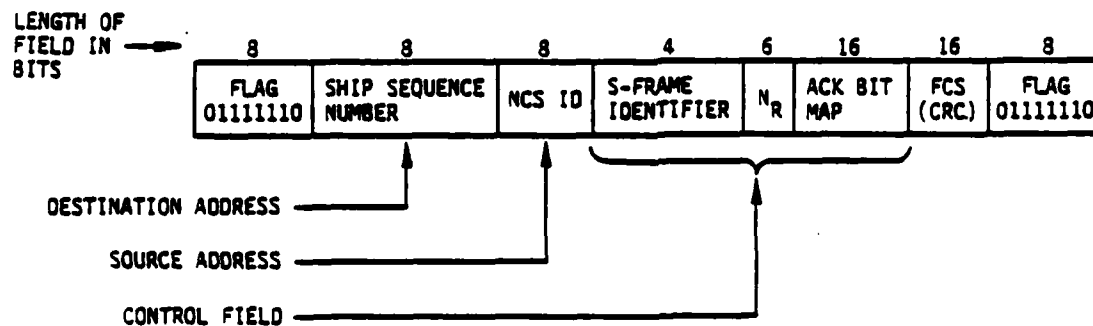 LENGTH OF
FIELD IN
BITS
8 8 8 4 6 16 16 8
FLAG SHIP SEQUENCE NCS ID S-FRAME NR ACK BIT FCS FLAG
01111110 NUMBER IDENTIFIER MAP (CRC) 01111110
DESTINATION ADDRESS
SOURCE ADDRESS
CONTROL FIELD